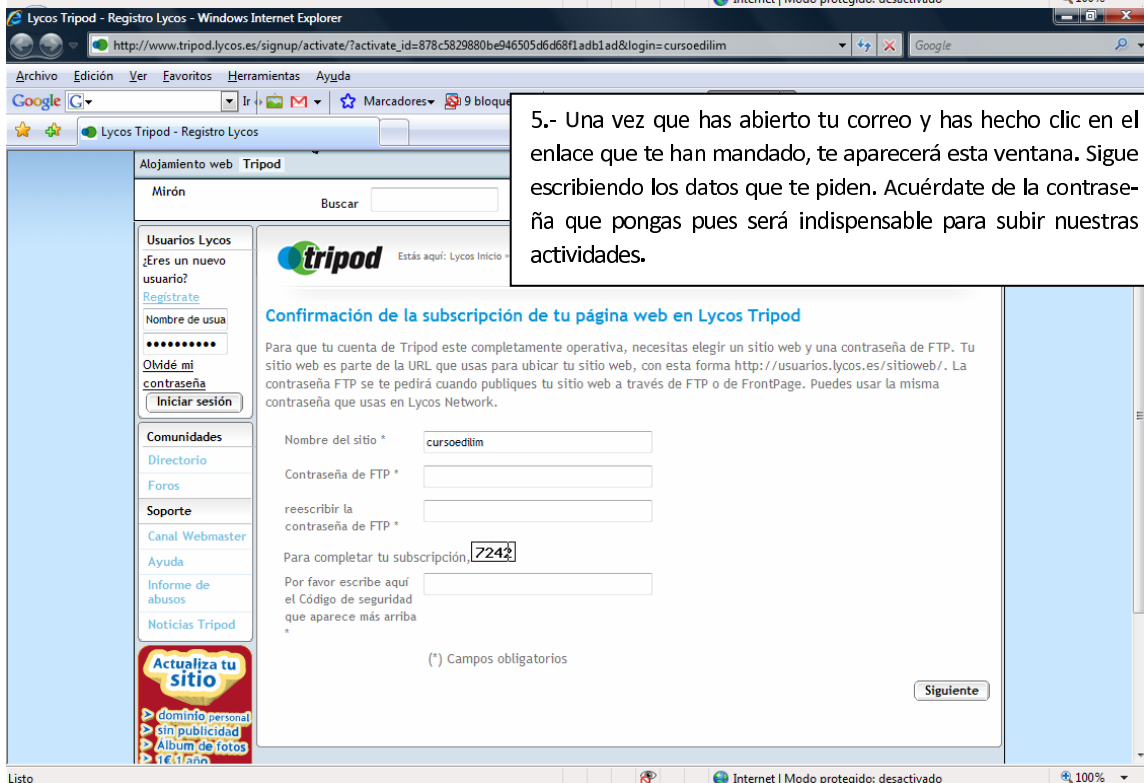 Internet | Modo protegido: desactivado 100%
Lycos Tripod - Registro Lycos - Windows Internet Explorer
http://www.tripod.lycos.es/signup/activate/?activate_id=878c5829880be946505d6d68f1adb1ad&login=cursoedilim
Google
Archivo Edición Ver Favoritos Herramientas Ayuda
Google G Ir Marcadores 9 bloque
Lycos Tripod - Registro Lycos
5.- Una vez que has abierto tu correo y has hecho clic en el
enlace que te han mandado, te aparecerá esta ventana. Sigue
escribiendo los datos que te piden. Acuérdate de la contrase-
ña que pongas pues será indispensable para subir nuestras
actividades.
Alojamiento web Tripod
Mirón
Buscar
Usuarios Lycos
¿Eres un nuevo
usuario?
Regístrate
Nombre de usua
••••••••••
Olvidé mi
contraseña
Iniciar sesión
Comunidades
Directorio
Foros
Soporte
Canal Webmaster
Ayuda
Informe de
abusos
Noticias Tripod
Actualiza tu
sitio
dominio personal
sin publicidad
Album de fotos
1€ 1/año
tripod
Estás aquí: Lycos Inicio »
Confirmación de la subscripción de tu página web en Lycos Tripod
Para que tu cuenta de Tripod este completamente operativa, necesitas elegir un sitio web y una contraseña de FTP. Tu
sitio web es parte de la URL que usas para ubicar tu sitio web, con esta forma http://usuarios.lycos.es/sitioweb/. La
contraseña FTP se te pedirá cuando publiques tu sitio web a través de FTP o de FrontPage. Puedes usar la misma
contraseña que usas en Lycos Network.
Nombre del sitio * cursoedilim
Contraseña de FTP *
reescribir la
contraseña de FTP *
Para completar tu subscripción, 7242
Por favor escribe aquí
el Código de seguridad
que aparece más arriba
*
(*) Campos obligatorios
Siguiente
Listo Internet | Modo protegido: desactivado 100%